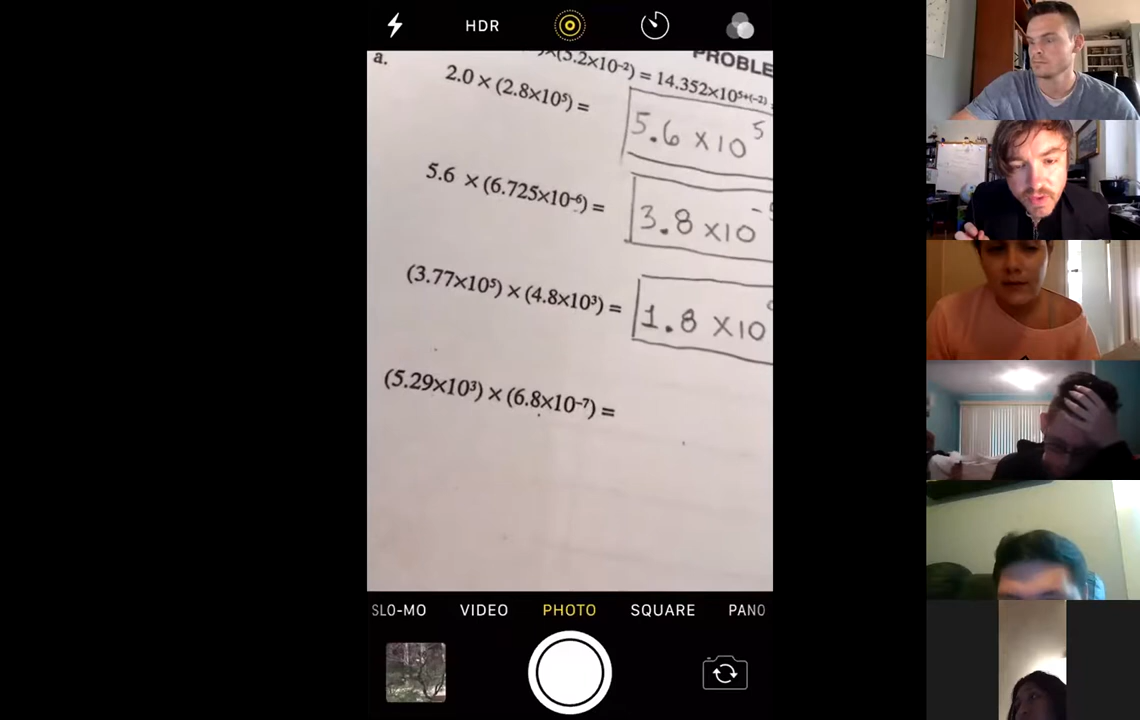 HDR
a.
PROBLE
)×(5.2×10⁻²) = 14.352×10⁵⁺⁽⁻²⁾
2.0 × (2.8×10⁵) = 5.6 ×10⁵
5.6 × (6.725×10⁻⁶) = 3.8 ×10⁻
(3.77×10⁵) × (4.8×10³) = 1.8 ×10
(5.29×10³) × (6.8×10⁻⁷) =
SLO-MO VIDEO PHOTO SQUARE PANO